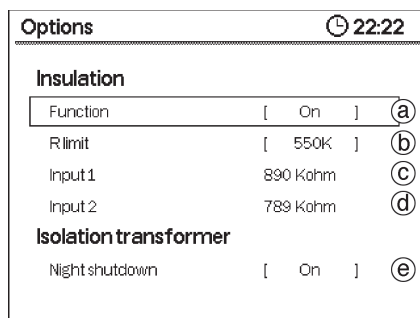 Options 22:22
Insulation
Function [ On ] a
R limit [ 550K ] b
Input 1 890 Kohm c
Input 2 789 Kohm d
Isolation transformer
Night shutdown [ On ] e